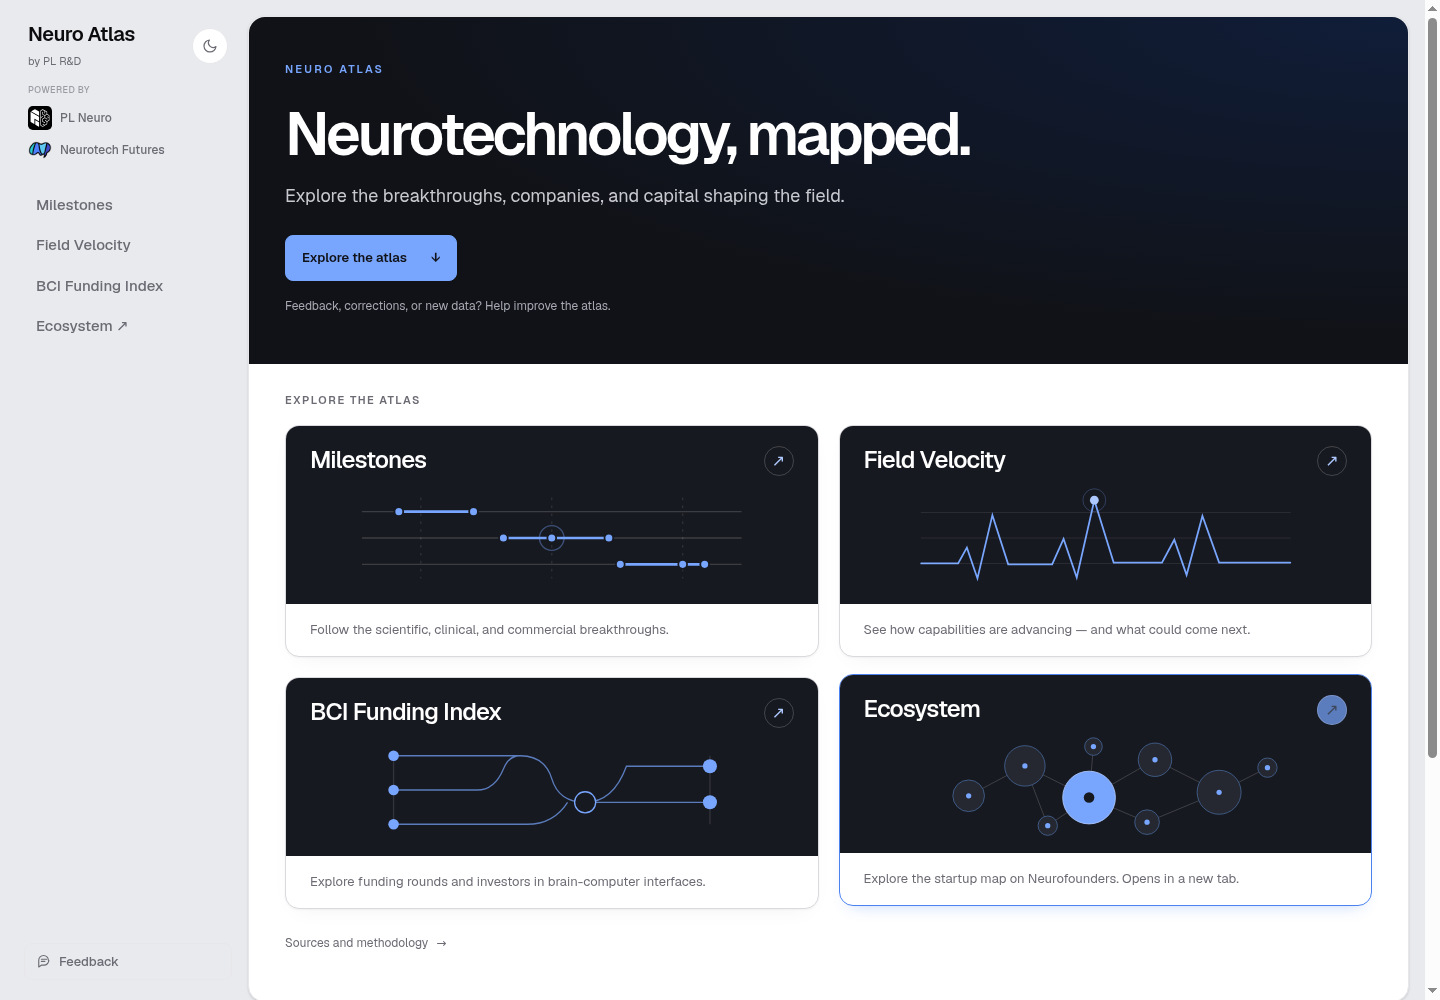 Neuro Atlas
by PL R&D
POWERED BY
PL Neuro
Neurotech Futures
Milestones
Field Velocity
BCI Funding Index
Ecosystem ↗
Feedback
NEURO ATLAS
Neurotechnology, mapped.
Explore the breakthroughs, companies, and capital shaping the field.
Explore the atlas ↓
Feedback, corrections, or new data? Help improve the atlas.
EXPLORE THE ATLAS
Milestones ↗
Follow the scientific, clinical, and commercial breakthroughs.
Field Velocity ↗
See how capabilities are advancing — and what could come next.
BCI Funding Index ↗
Explore funding rounds and investors in brain-computer interfaces.
Ecosystem ↗
Explore the startup map on Neurofounders. Opens in a new tab.
Sources and methodology →